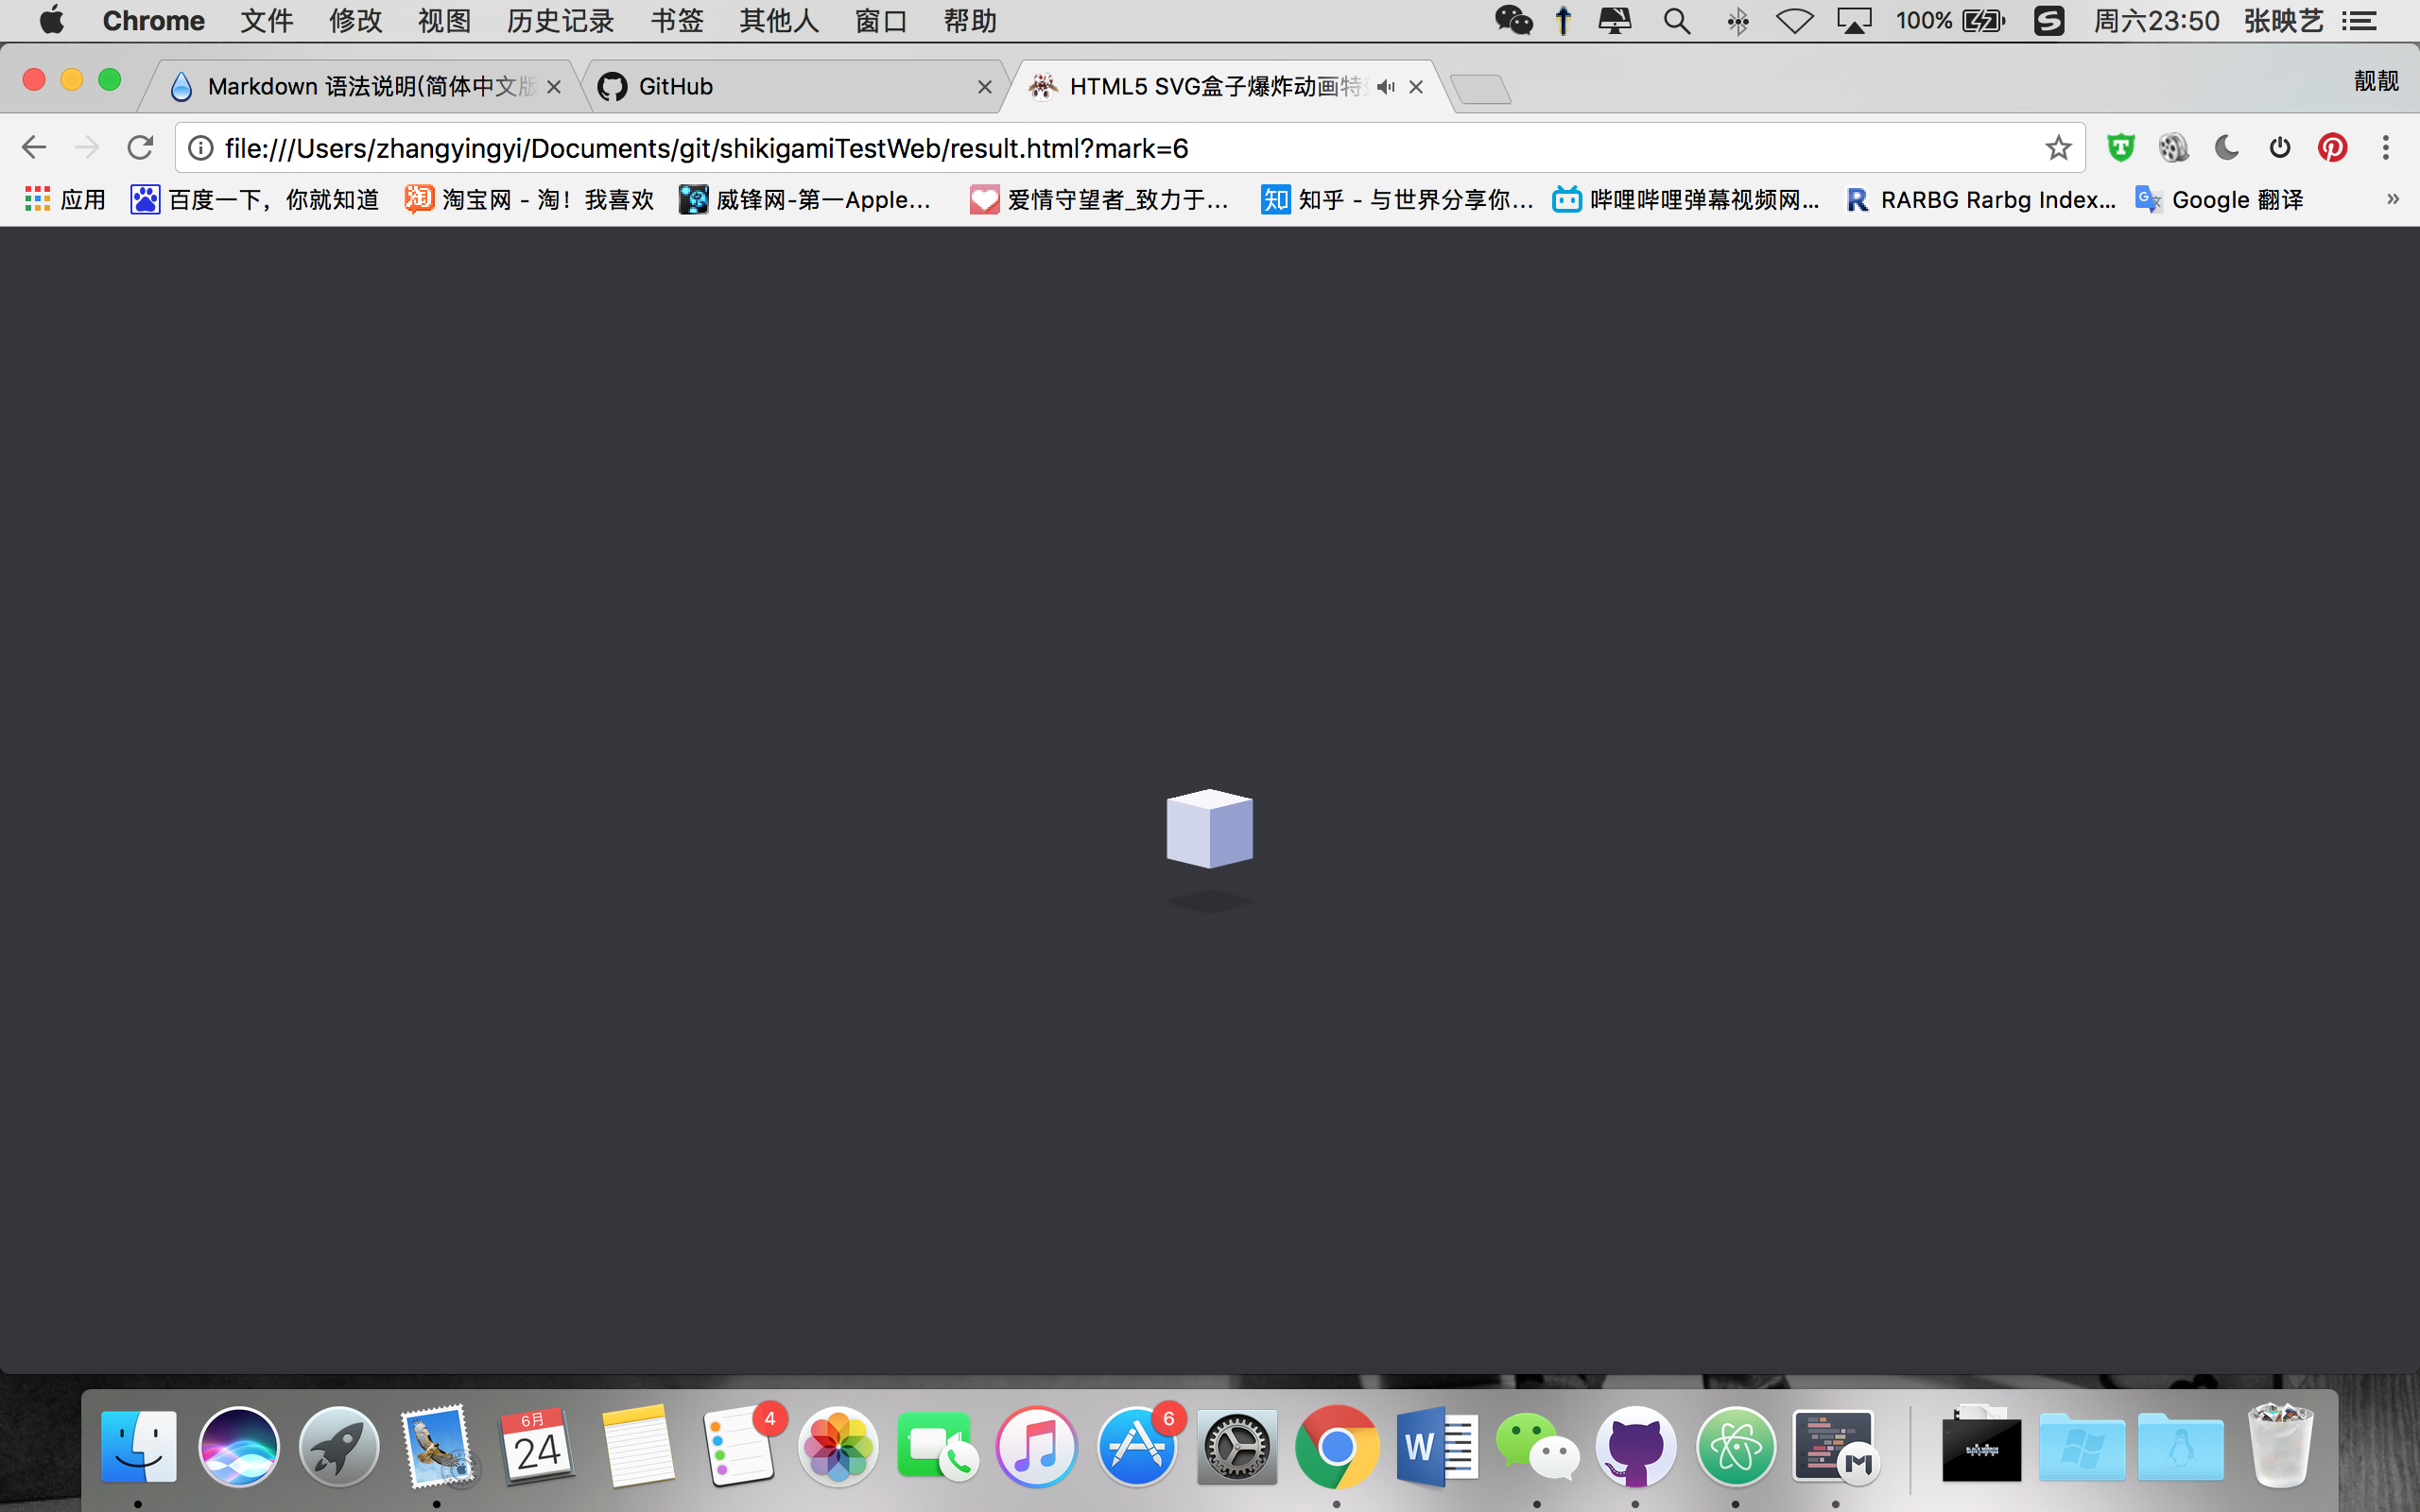 Chrome 文件 修改 视图 历史记录 书签 其他人 窗口 帮助 100% 周六23:50 张映艺
Markdown 语法说明(简体中文版 GitHub HTML5 SVG盒子爆炸动画特 靓靓
file:///Users/zhangyingyi/Documents/git/shikigamiTestWeb/result.html?mark=6
应用 百度一下，你就知道 淘宝网 - 淘！我喜欢 威锋网-第一Apple... 爱情守望者_致力于... 知乎 - 与世界分享你... 哔哩哔哩弹幕视频网... RARBG Rarbg Index... Google 翻译 »
6月
24
4
6
W